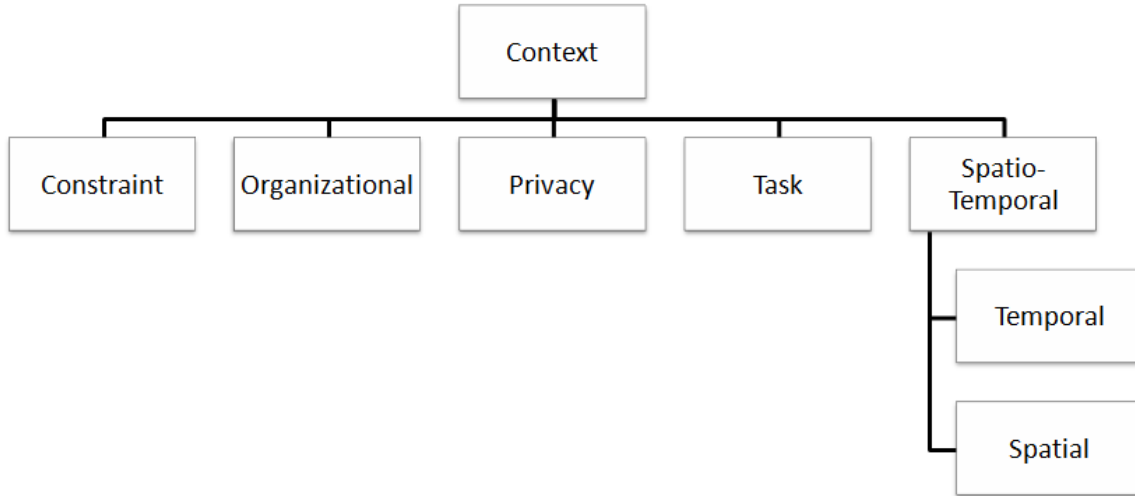 Context
Constraint
Organizational
Privacy
Task
Spatio-
Temporal
Temporal
Spatial